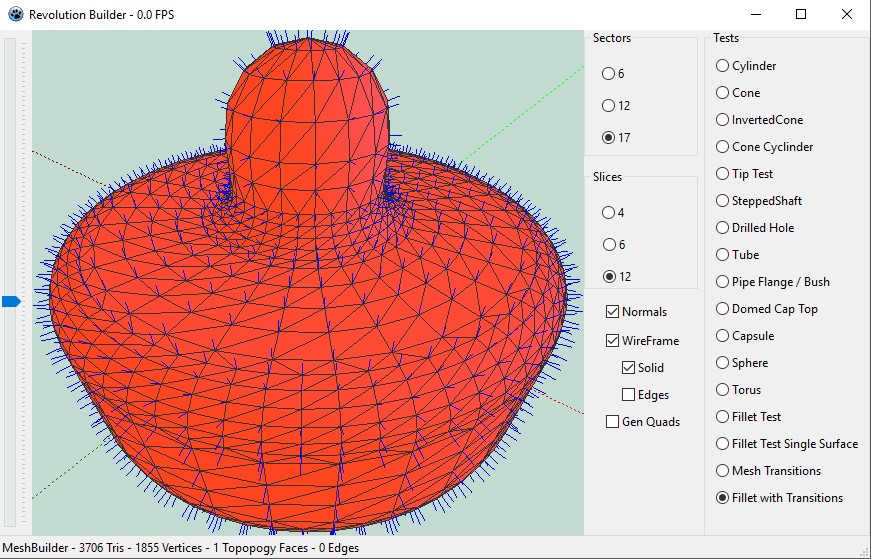 Revolution Builder - 0.0 FPS
Sectors
6
12
17
Slices
4
6
12
Normals
WireFrame
Solid
Edges
Gen Quads
Tests
Cylinder
Cone
InvertedCone
Cone Cyclinder
Tip Test
SteppedShaft
Drilled Hole
Tube
Pipe Flange / Bush
Domed Cap Top
Capsule
Sphere
Torus
Fillet Test
Fillet Test Single Surface
Mesh Transitions
Fillet with Transitions
MeshBuilder - 3706 Tris - 1855 Vertices - 1 Topopogy Faces - 0 Edges